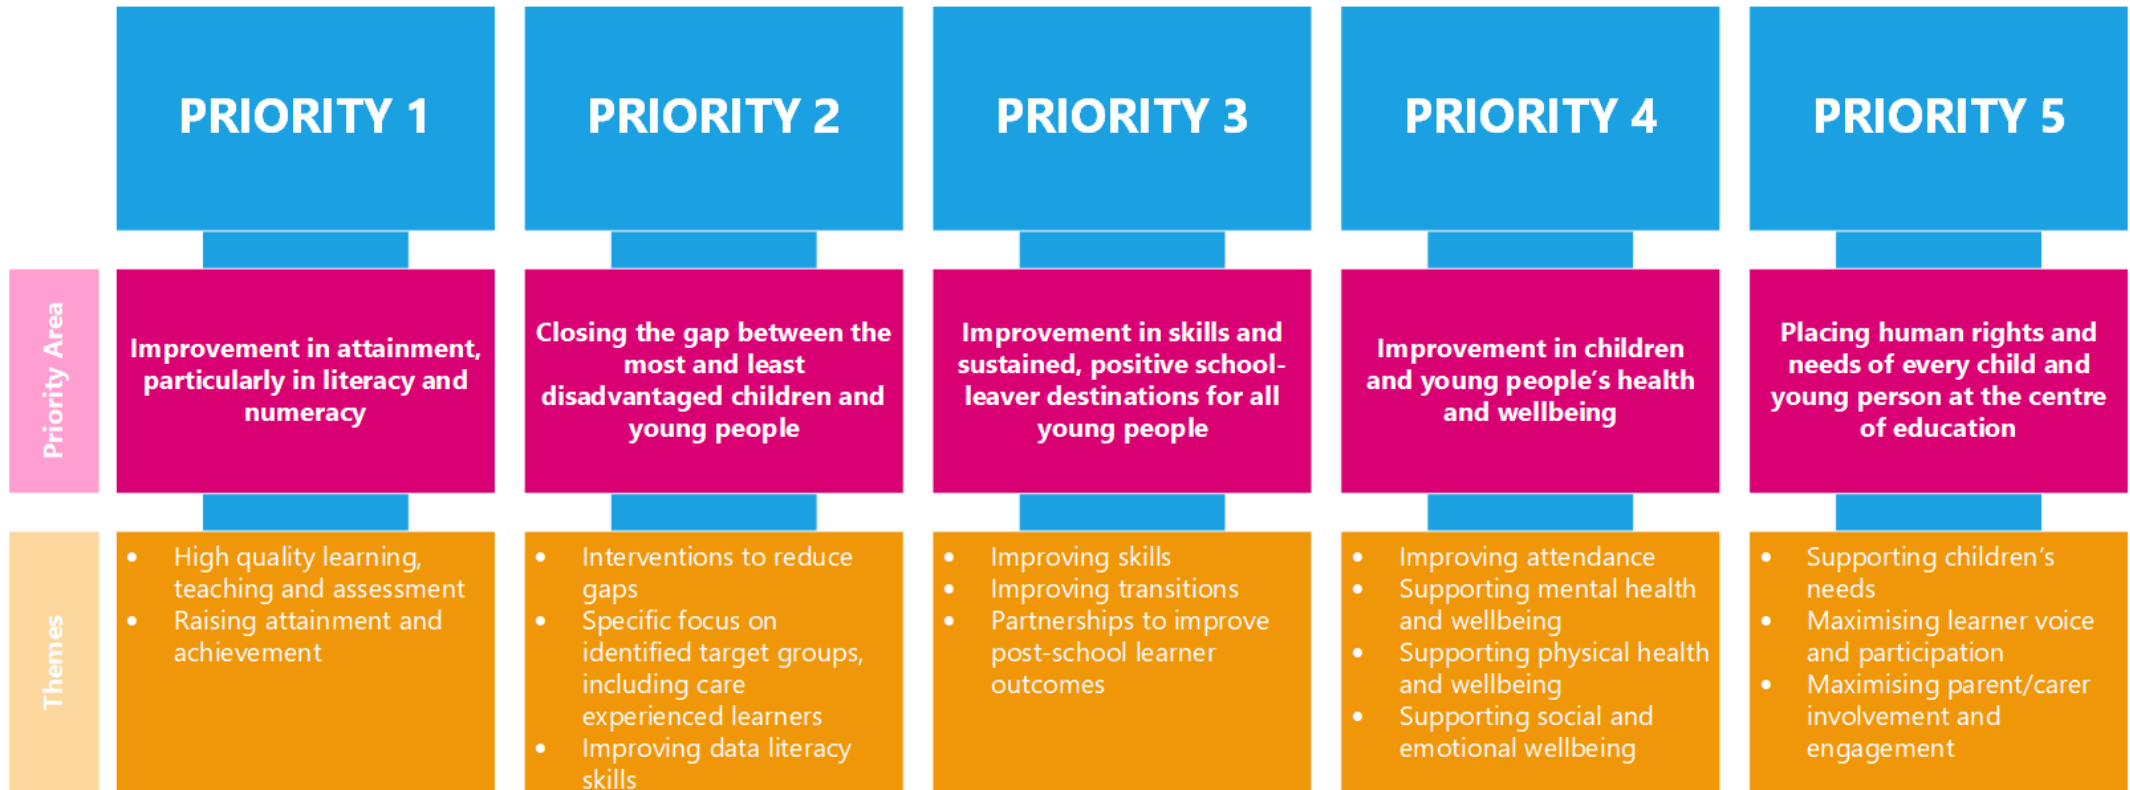 PRIORITY 1
PRIORITY 2
PRIORITY 3
PRIORITY 4
PRIORITY 5
Priority Area
Improvement in attainment,
particularly in literacy and
numeracy
Closing the gap between the
most and least
disadvantaged children and
young people
Improvement in skills and
sustained, positive school-
leaver destinations for all
young people
Improvement in children
and young people’s health
and wellbeing
Placing human rights and
needs of every child and
young person at the centre
of education
Themes
• High quality learning,
teaching and assessment
• Raising attainment and
achievement
• Interventions to reduce
gaps
• Specific focus on
identified target groups,
including care
experienced learners
• Improving data literacy
skills
• Improving skills
• Improving transitions
• Partnerships to improve
post-school learner
outcomes
• Improving attendance
• Supporting mental health
and wellbeing
• Supporting physical health
and wellbeing
• Supporting social and
emotional wellbeing
• Supporting children’s
needs
• Maximising learner voice
and participation
• Maximising parent/carer
involvement and
engagement